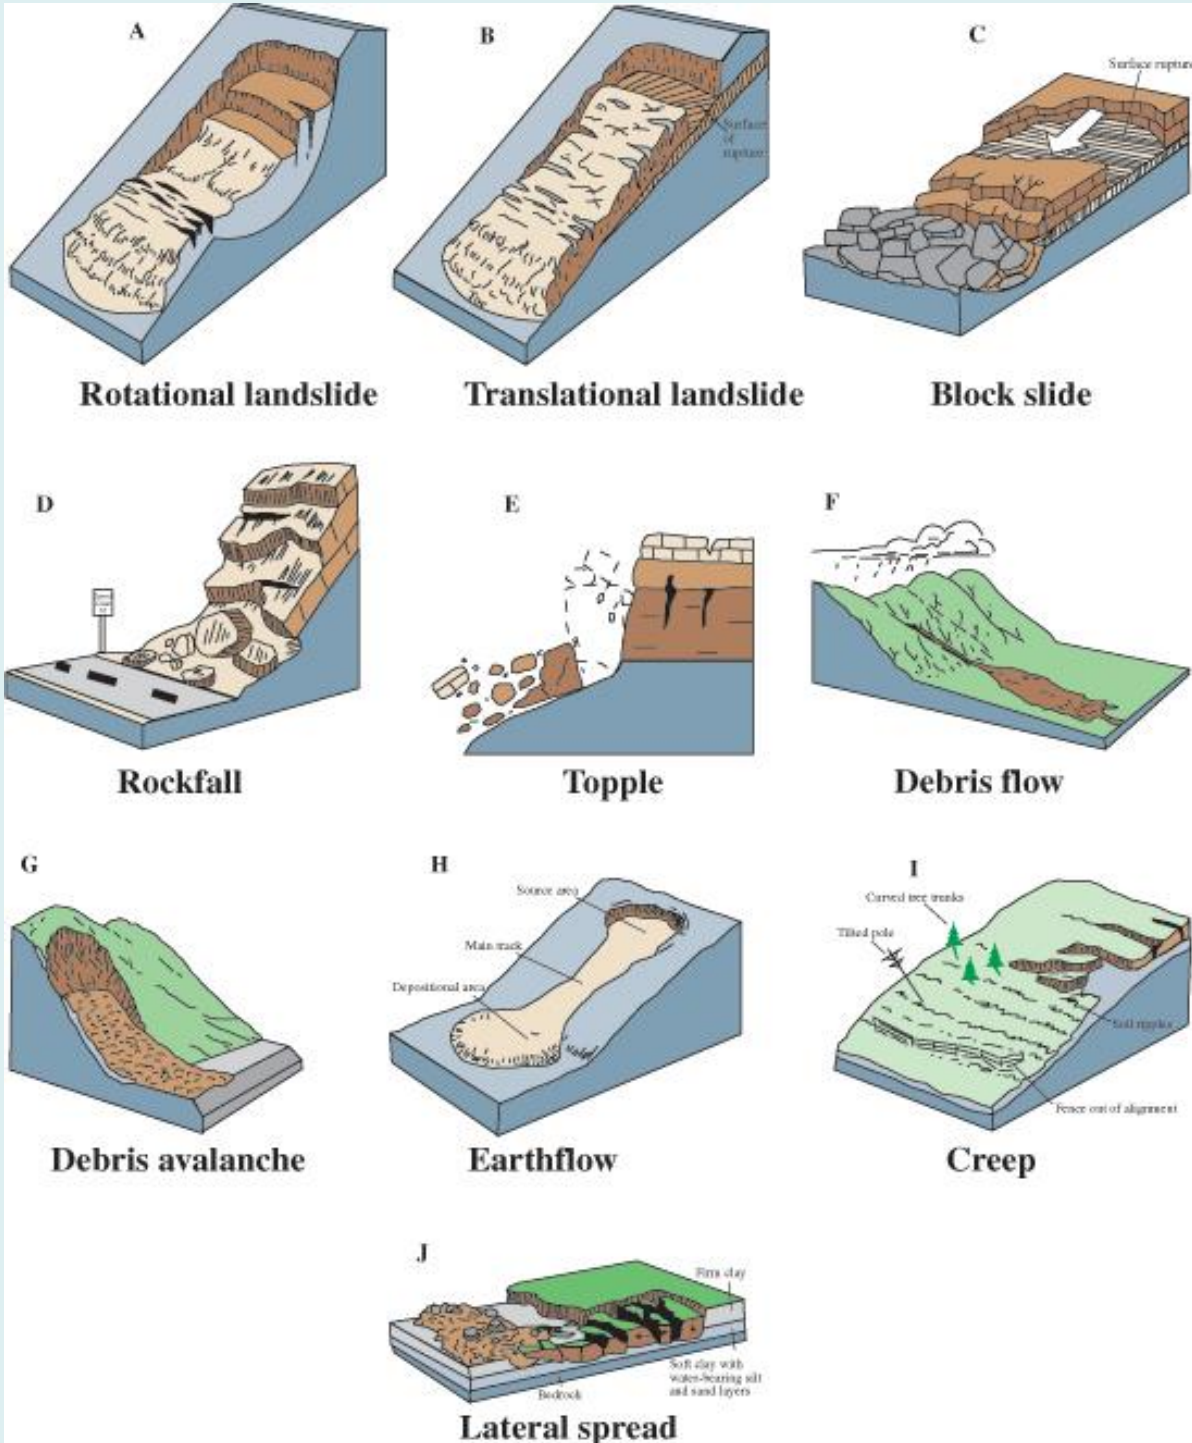 A
B
C
Surface rupture
Surface
of
rupture
Toe
Rotational landslide
Translational landslide
Block slide
D
E
F
Rockfall
Topple
Debris flow
G
H
I
Source area
Curved tree trunks
Main track
Tilted pole
Depositional area
Soil ripples
Fence out of alignment
Debris avalanche
Earthflow
Creep
J
Firm clay
Soft clay with
water-bearing silt
and sand layers
Bedrock
Lateral spread